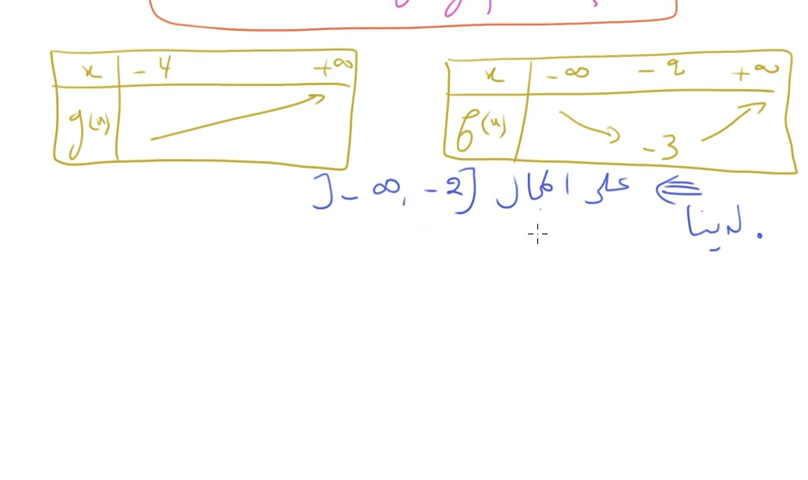 x -4 +∞
g(x)
x -∞ -2 +∞
f(x) -3
لدينا
⇐ على المجال ]-∞, -2]